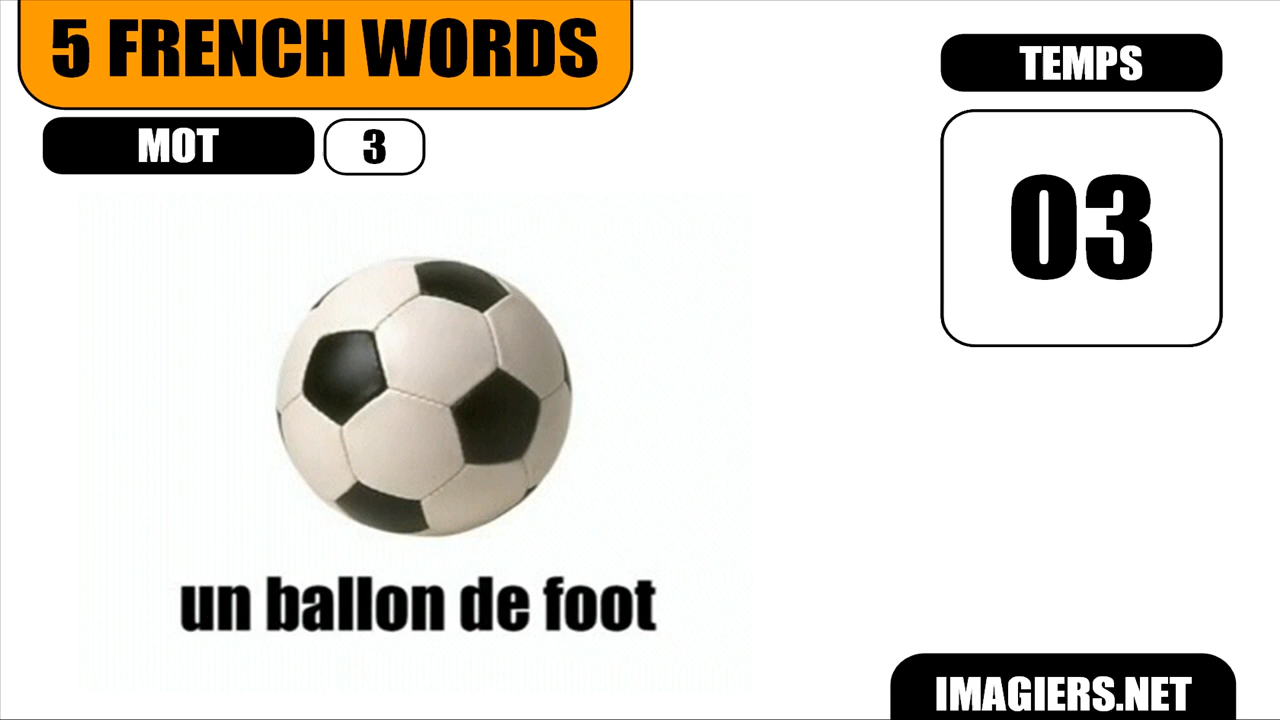 5 FRENCH WORDS
TEMPS
MOT 3
03
un ballon de foot
IMAGIERS.NET